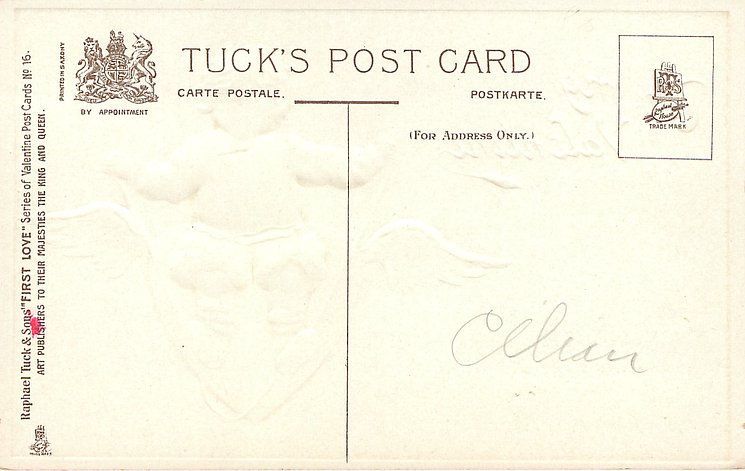 TUCK'S POST CARD
CARTE POSTALE.
POSTKARTE.
(FOR ADDRESS ONLY.)
PRINTED IN SAXONY
BY APPOINTMENT
TRADE MARK
Raphael Tuck & Sons' "FIRST LOVE" Series of Valentine Post Cards No 16.
ART PUBLISHERS TO THEIR MAJESTIES THE KING AND QUEEN.